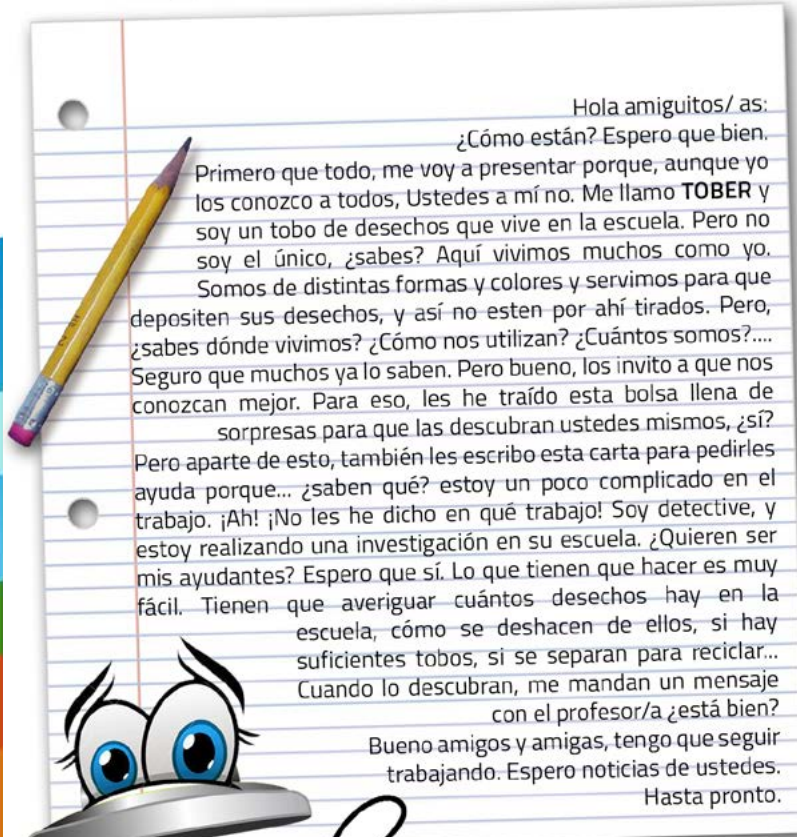 Hola amiguitos/ as:
¿Cómo están? Espero que bien.
Primero que todo, me voy a presentar porque, aunque yo
los conozco a todos, Ustedes a mí no. Me llamo TOBER y
soy un tobo de desechos que vive en la escuela. Pero no
soy el único, ¿sabes? Aquí vivimos muchos como yo.
Somos de distintas formas y colores y servimos para que
depositen sus desechos, y así no esten por ahí tirados. Pero,
¿sabes dónde vivimos? ¿Cómo nos utilizan? ¿Cuántos somos?....
Seguro que muchos ya lo saben. Pero bueno, los invito a que nos
conozcan mejor. Para eso, les he traído esta bolsa llena de
sorpresas para que las descubran ustedes mismos, ¿sí?
Pero aparte de esto, también les escribo esta carta para pedirles
ayuda porque... ¿saben qué? estoy un poco complicado en el
trabajo. ¡Ah! ¡No les he dicho en qué trabajo! Soy detective, y
estoy realizando una investigación en su escuela. ¿Quieren ser
mis ayudantes? Espero que sí. Lo que tienen que hacer es muy
fácil. Tienen que averiguar cuántos desechos hay en la
escuela, cómo se deshacen de ellos, si hay
suficientes tobos, si se separan para reciclar...
Cuando lo descubran, me mandan un mensaje
con el profesor/a ¿está bien?
Bueno amigos y amigas, tengo que seguir
trabajando. Espero noticias de ustedes.
Hasta pronto.